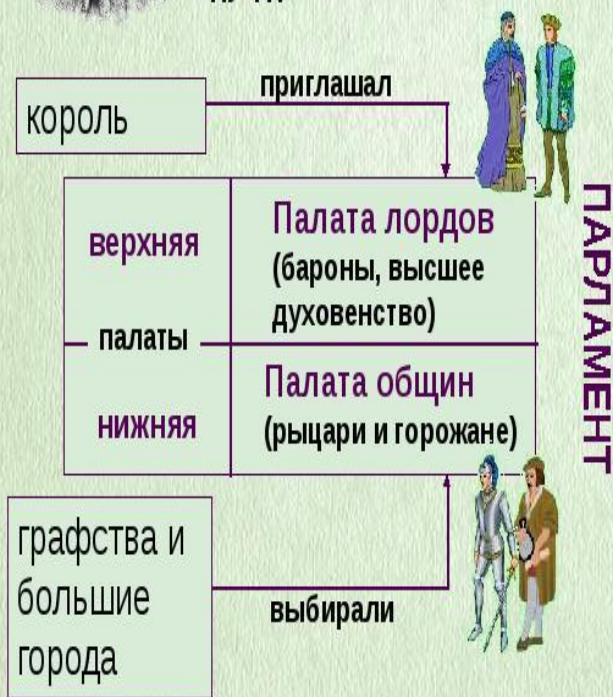 приглашал
король
верхняя
палаты
нижняя
Палата лордов
(бароны, высшее
духовенство)
Палата общин
(рыцари и горожане)
ПАРЛАМЕНТ
графства и
большие
города
выбирали